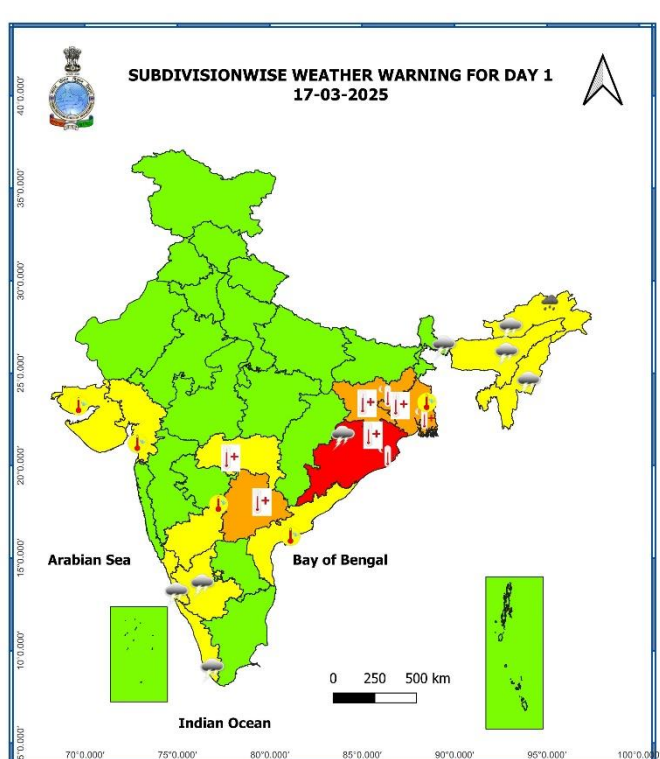 SUBDIVISIONWISE WEATHER WARNING FOR DAY 1
17-03-2025
40°0.000'
35°0.000'
30°0.000'
25°0.000'
20°0.000'
15°0.000'
10°0.000'
5°0.000'
Arabian Sea
Bay of Bengal
0 250 500 km
Indian Ocean
70°0.000' 75°0.000' 80°0.000' 85°0.000' 90°0.000' 95°0.000' 100°0.000'